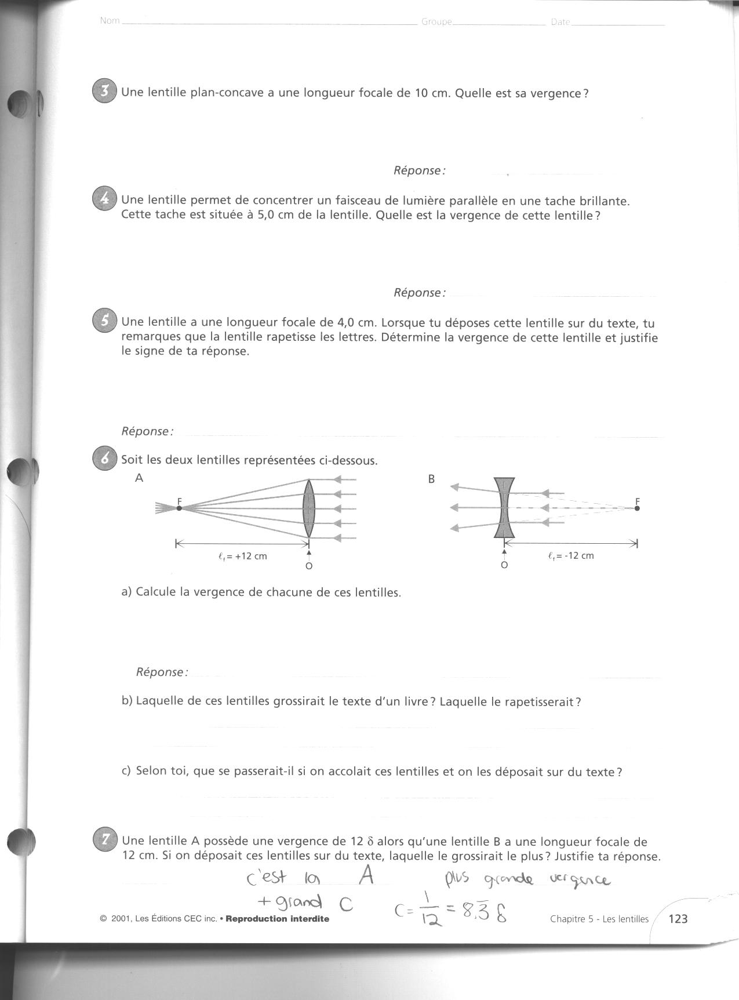 Nom Groupe Date
3 Une lentille plan-concave a une longueur focale de 10 cm. Quelle est sa vergence ?
Réponse :
4 Une lentille permet de concentrer un faisceau de lumière parallèle en une tache brillante.
Cette tache est située à 5,0 cm de la lentille. Quelle est la vergence de cette lentille ?
Réponse :
5 Une lentille a une longueur focale de 4,0 cm. Lorsque tu déposes cette lentille sur du texte, tu
remarques que la lentille rapetisse les lettres. Détermine la vergence de cette lentille et justifie
le signe de ta réponse.
Réponse :
6 Soit les deux lentilles représentées ci-dessous.
A B
F F
ℓf = +12 cm ℓf = -12 cm
O O
a) Calcule la vergence de chacune de ces lentilles.
Réponse :
b) Laquelle de ces lentilles grossirait le texte d'un livre ? Laquelle le rapetisserait ?
c) Selon toi, que se passerait-il si on accolait ces lentilles et on les déposait sur du texte ?
7 Une lentille A possède une vergence de 12 δ alors qu'une lentille B a une longueur focale de
12 cm. Si on déposait ces lentilles sur du texte, laquelle le grossirait le plus ? Justifie ta réponse.
c'est la A plus grande vergence
+ grand C C = 1/12 = 8.3̅ δ
© 2001, Les Éditions CEC inc. • Reproduction interdite Chapitre 5 - Les lentilles 123